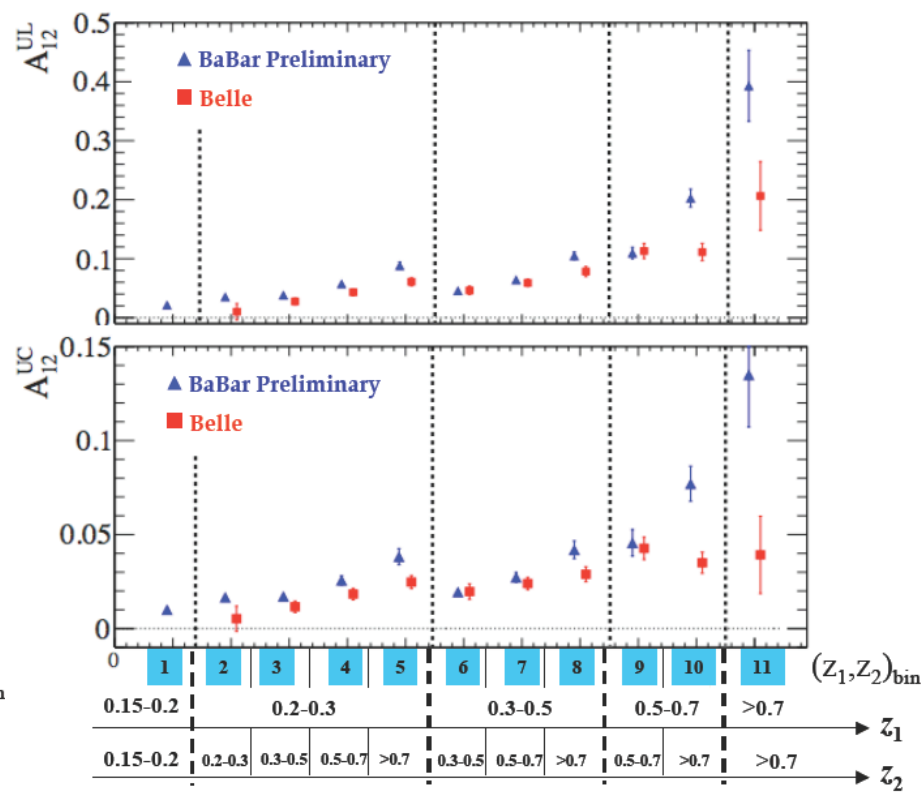 0.5
A₁₂ᵁᴸ
BaBar Preliminary
Belle
0.4
0.3
0.2
0.1
0
0.15
A₁₂ᵁᶜ
BaBar Preliminary
Belle
0.1
0.05
0
0
1 2 3 4 5 6 7 8 9 10 11 (Z₁,Z₂)bin
n
0.15-0.2 0.2-0.3 0.3-0.5 0.5-0.7 >0.7
z₁
0.15-0.2 0.2-0.3 0.3-0.5 0.5-0.7 >0.7 0.3-0.5 0.5-0.7 >0.7 0.5-0.7 >0.7 >0.7
z₂